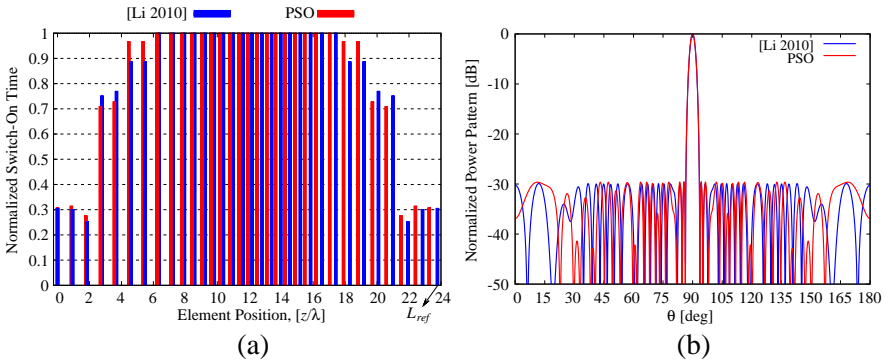 [Li 2010] PSO
Normalized Switch-On Time
1
0.9
0.8
0.7
0.6
0.5
0.4
0.3
0.2
0.1
0
0 2 4 6 8 10 12 14 16 18 20 22 24
Element Position, [z/λ]
L_ref
(a)
[Li 2010]
PSO
Normalized Power Pattern [dB]
0
-10
-20
-30
-40
-50
0 15 30 45 60 75 90 105 120 135 150 165 180
θ [deg]
(b)